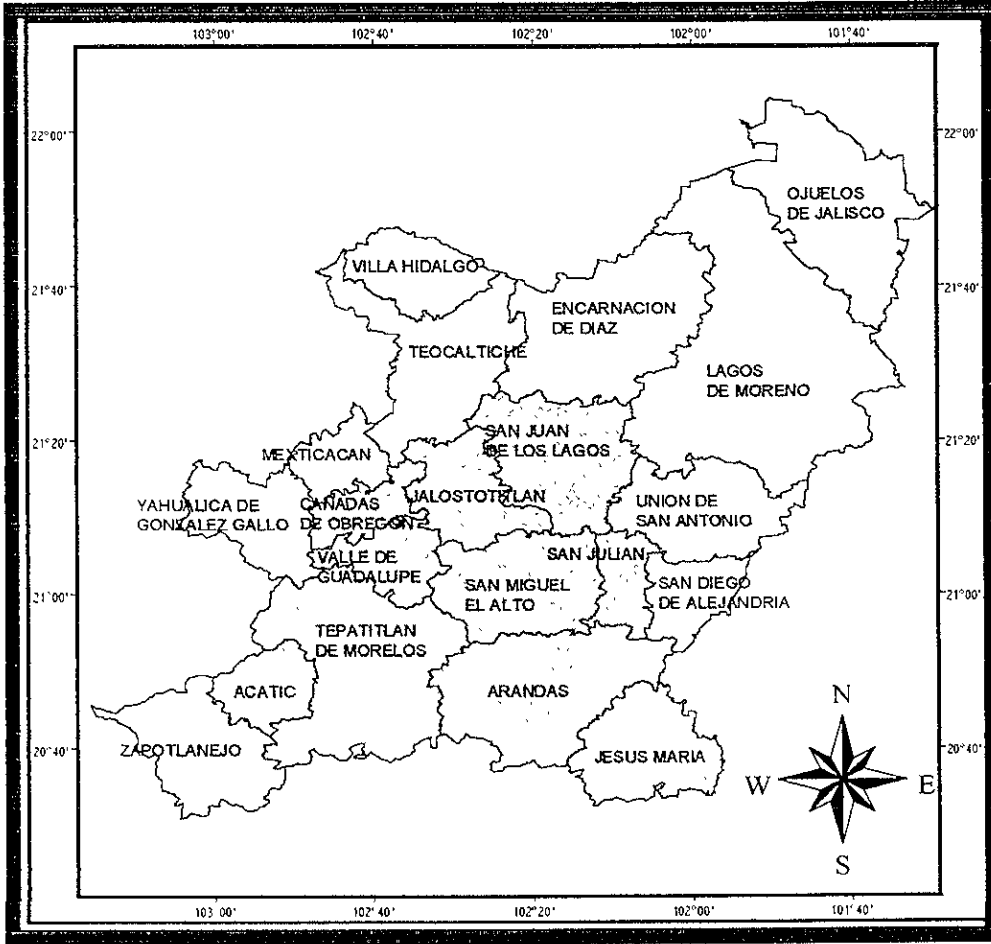 103°00' 102°40' 102°20' 102°00' 101°40'
22°00' 22°00'
OJUELOS
DE JALISCO
VILLA HIDALGO
21°40' 21°40'
ENCARNACION
DE DIAZ
TEOCALTICHE
LAGOS
DE MORENO
SAN JUAN
DE LOS LAGOS
21°20' 21°20'
MEXTICACAN
JALOSTOTITLAN
YAHUALICA DE
GONZALEZ GALLO
CAÑADAS
DE OBREGON
UNION DE
SAN ANTONIO
VALLE DE
GUADALUPE
SAN JULIAN
SAN MIGUEL
EL ALTO
SAN DIEGO
DE ALEJANDRIA
21°00' 21°00'
TEPATITLAN
DE MORELOS
ACATIC
ARANDAS
N
ZAPOTLANEJO
JESUS MARIA
20°40' 20°40'
W E
S
103°00' 102°40' 102°20' 102°00' 101°40'